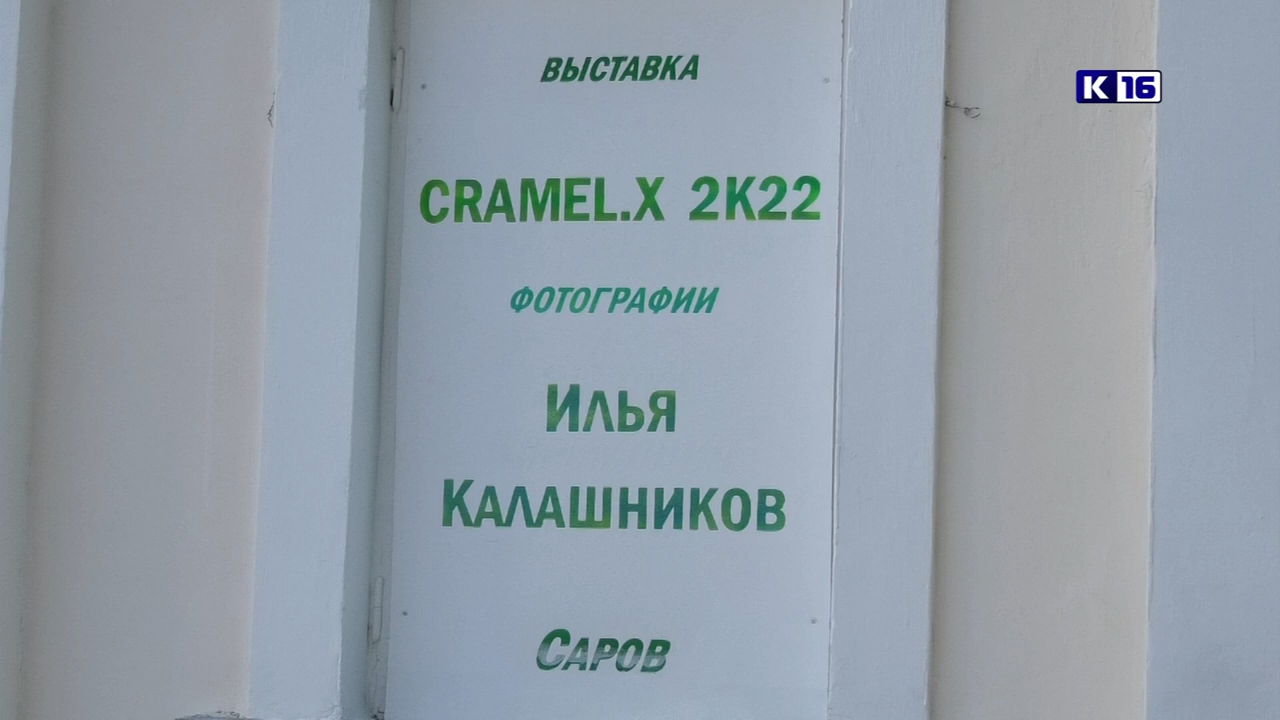 ВЫСТАВКА
К 16
CRAMEL.X 2K22
ФОТОГРАФИИ
Илья
Калашников
Саров